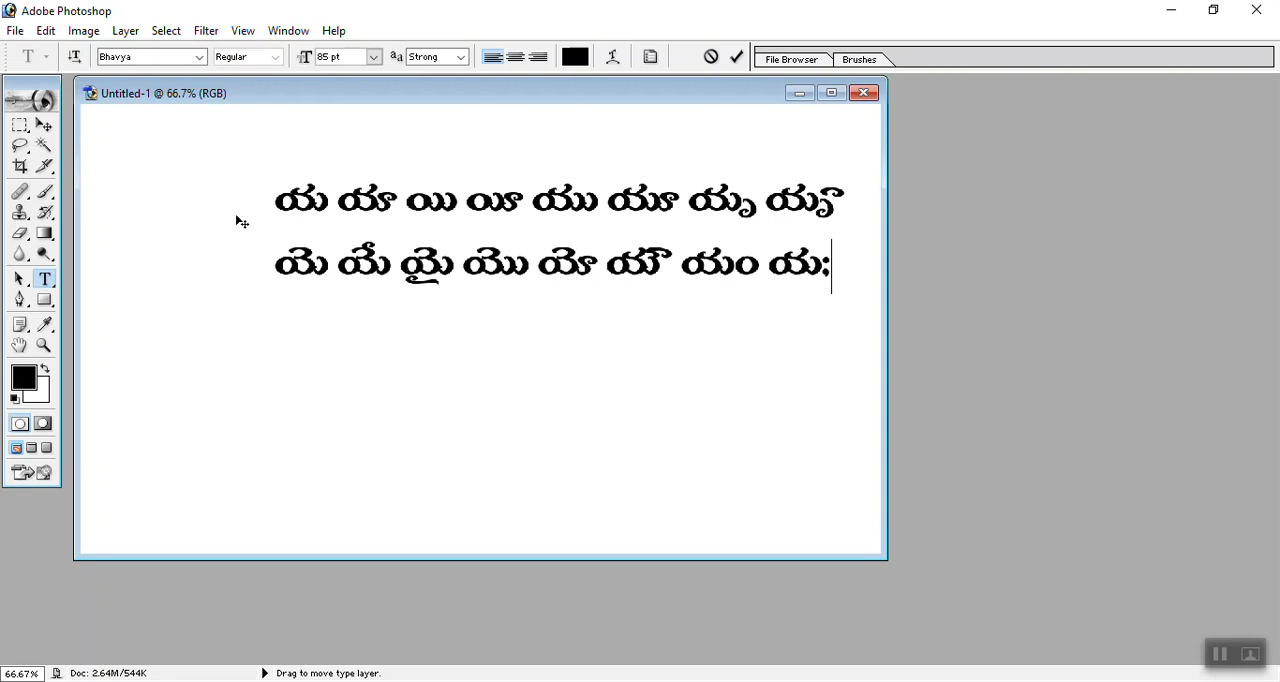 Adobe Photoshop
File Edit Image Layer Select Filter View Window Help
T Bhavya Regular 85 pt aa Strong File Browser Brushes
Untitled-1 @ 66.7% (RGB)
య యా యి యీ యు యూ యృ యౄ
యె యే యై యొ యో యౌ యం య:
66.67% Doc: 2.64M/544K Drag to move type layer.